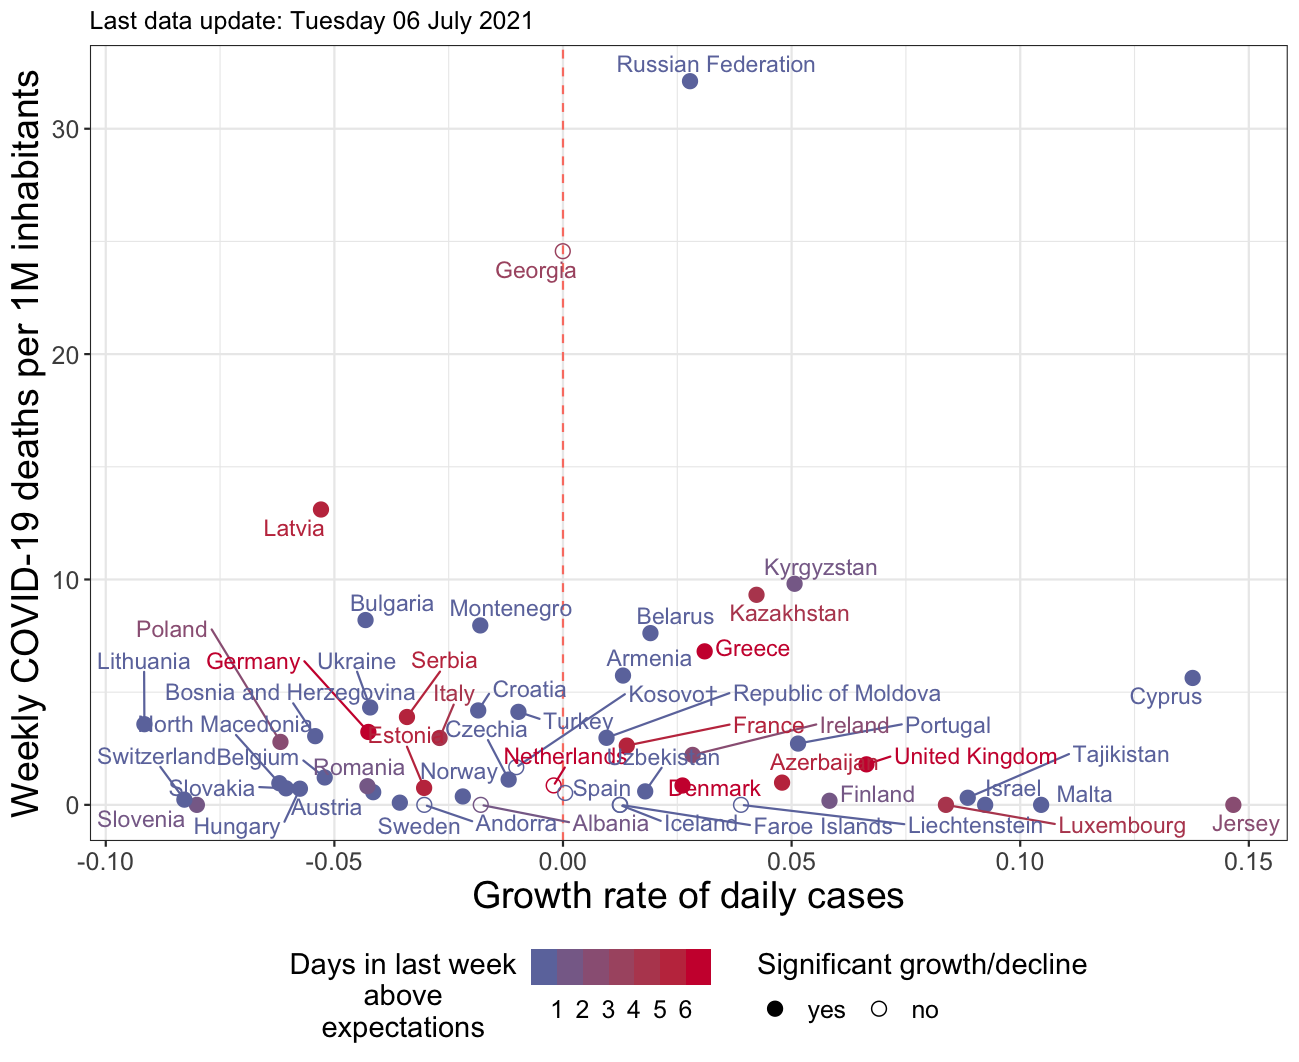 Last data update: Tuesday 06 July 2021
Weekly COVID-19 deaths per 1M inhabitants
30
20
10
0
Russian Federation
Georgia
Latvia
Kyrgyzstan
Kazakhstan
Bulgaria
Montenegro
Belarus
Poland
Greece
Lithuania
Germany
Ukraine
Serbia
Armenia
Bosnia and Herzegovina
Italy
Croatia
Kosovo†
Republic of Moldova
Cyprus
North Macedonia
Estonia
Czechia
Turkey
France
Ireland
Portugal
Switzerland
Belgium
Romania
Netherlands
Uzbekistan
Azerbaijan
United Kingdom
Tajikistan
Norway
Slovakia
Austria
Spain
Denmark
Finland
Israel
Malta
Slovenia
Hungary
Sweden
Andorra
Albania
Iceland
Faroe Islands
Liechtenstein
Luxembourg
Jersey
-0.10
-0.05
0.00
0.05
0.10
0.15
Growth rate of daily cases
Days in last week
above
expectations
1 2 3 4 5 6
Significant growth/decline
yes
no